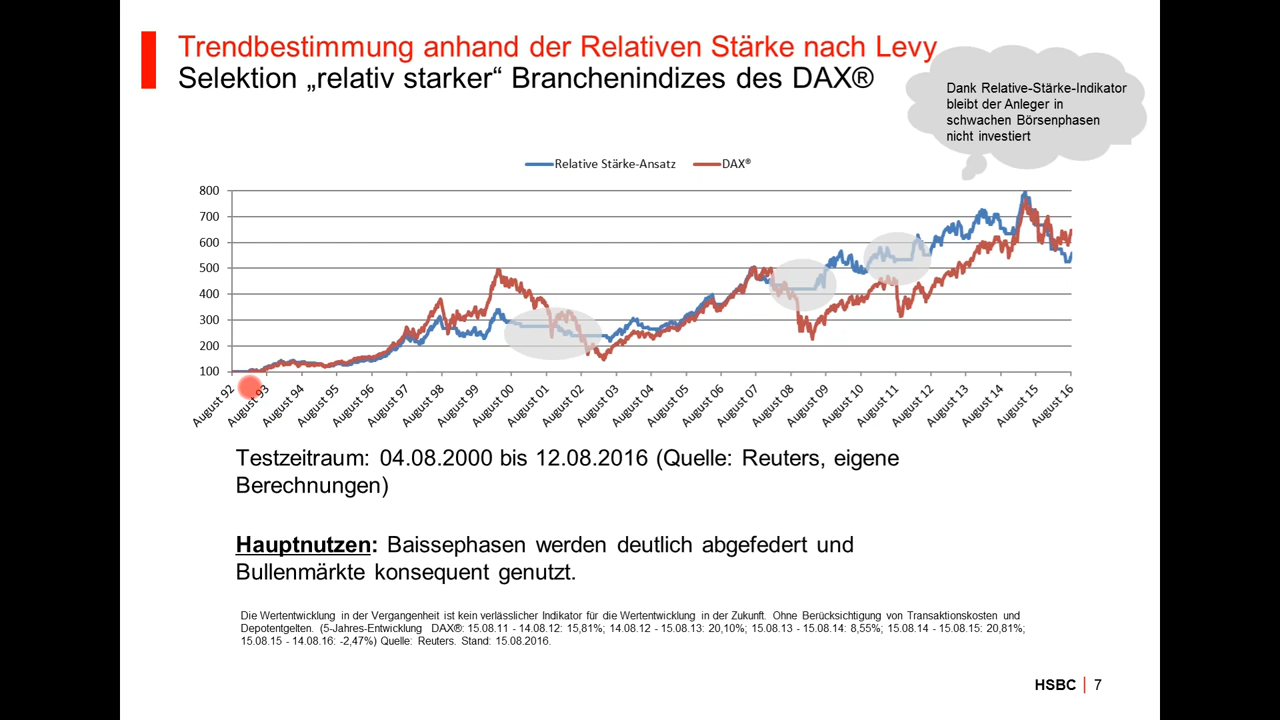 Trendbestimmung anhand der Relativen Stärke nach Levy
Selektion „relativ starker“ Branchenindizes des DAX®
Dank Relative-Stärke-Indikator
bleibt der Anleger in
schwachen Börsenphasen
nicht investiert
Relative Stärke-Ansatz
DAX®
800
700
600
500
400
300
200
100
August 92
August 93
August 94
August 95
August 96
August 97
August 98
August 99
August 00
August 01
August 02
August 03
August 04
August 05
August 06
August 07
August 08
August 09
August 10
August 11
August 12
August 13
August 14
August 15
August 16
Testzeitraum: 04.08.2000 bis 12.08.2016 (Quelle: Reuters, eigene
Berechnungen)
Hauptnutzen: Baissephasen werden deutlich abgefedert und
Bullenmärkte konsequent genutzt.
Die Wertentwicklung in der Vergangenheit ist kein verlässlicher Indikator für die Wertentwicklung in der Zukunft. Ohne Berücksichtigung von Transaktionskosten und
Depotentgelten. (5-Jahres-Entwicklung DAX®: 15.08.11 - 14.08.12: 15,81%; 14.08.12 - 15.08.13: 20,10%; 15.08.13 - 15.08.14: 8,55%; 15.08.14 - 15.08.15: 20,81%;
15.08.15 - 14.08.16: -2,47%) Quelle: Reuters. Stand: 15.08.2016.
HSBC | 7